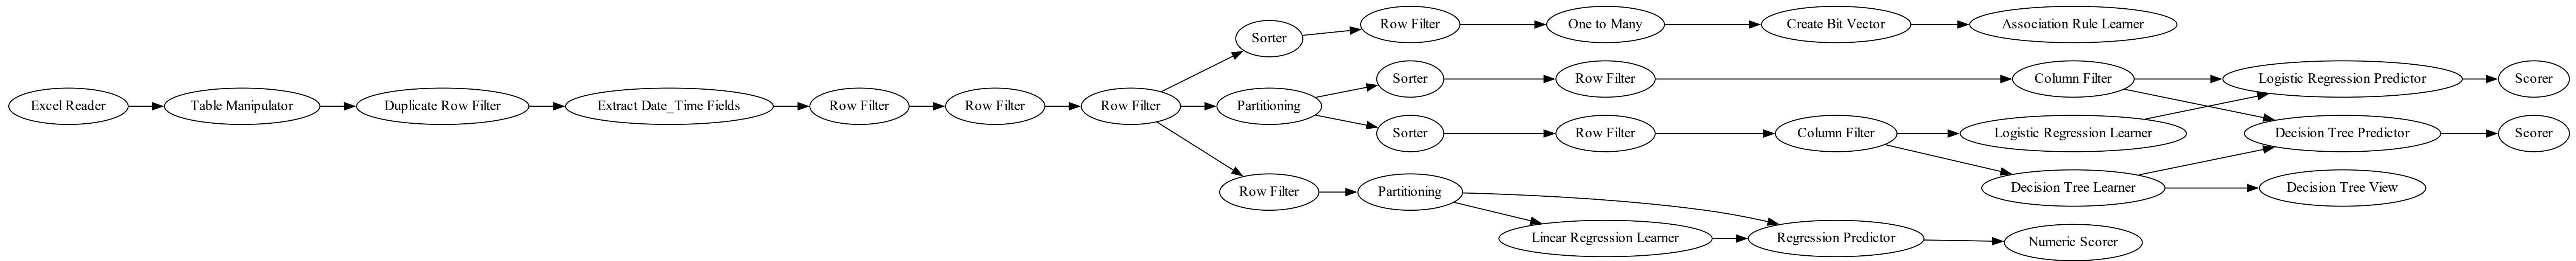 Excel Reader
Table Manipulator
Duplicate Row Filter
Extract Date_Time Fields
Row Filter
Row Filter
Row Filter
Sorter
Row Filter
One to Many
Create Bit Vector
Association Rule Learner
Partitioning
Sorter
Row Filter
Column Filter
Logistic Regression Predictor
Scorer
Sorter
Row Filter
Column Filter
Logistic Regression Learner
Decision Tree Predictor
Scorer
Decision Tree Learner
Decision Tree View
Row Filter
Partitioning
Linear Regression Learner
Regression Predictor
Numeric Scorer